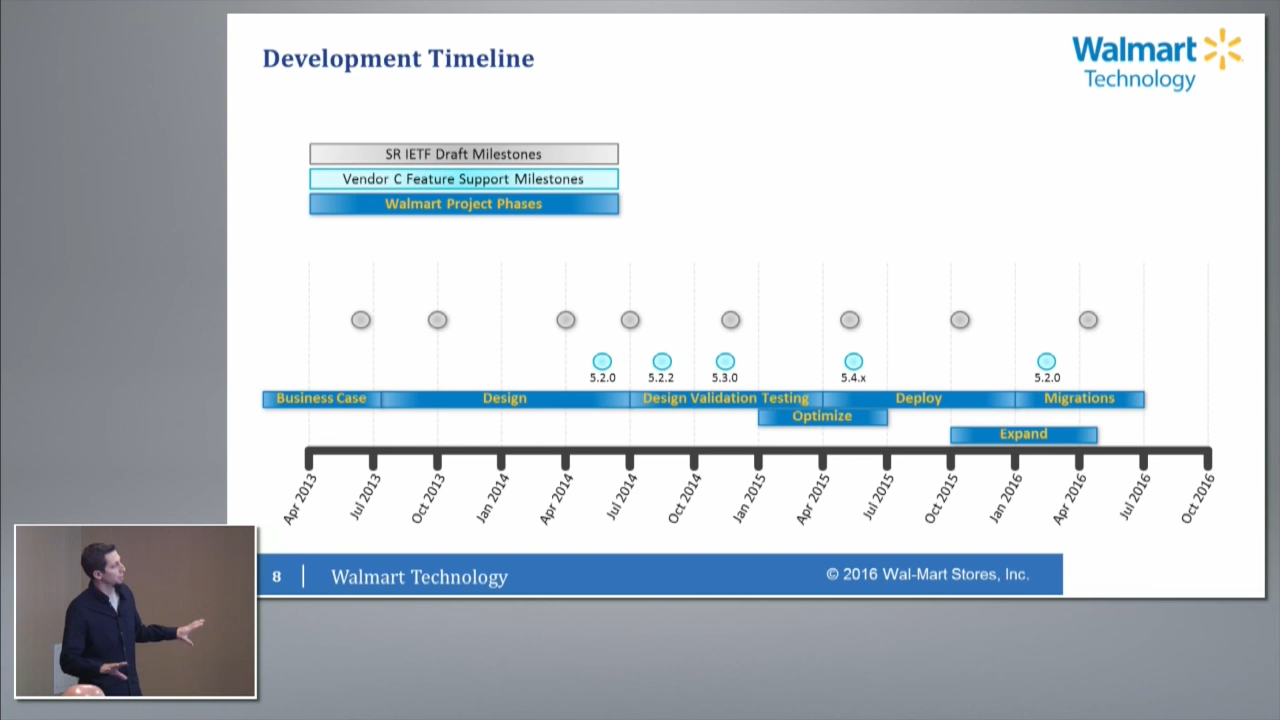 Development Timeline
Walmart
Technology
SR IETF Draft Milestones
Vendor C Feature Support Milestones
Walmart Project Phases
5.2.0 5.2.2 5.3.0 5.4.x 5.2.0
Business Case Design Design Validation Testing Deploy Migrations
Optimize
Expand
Apr 2013 Jul 2013 Oct 2013 Jan 2014 Apr 2014 Jul 2014 Oct 2014 Jan 2015 Apr 2015 Jul 2015 Oct 2015 Jan 2016 Apr 2016 Jul 2016 Oct 2016
8 Walmart Technology © 2016 Wal-Mart Stores, Inc.